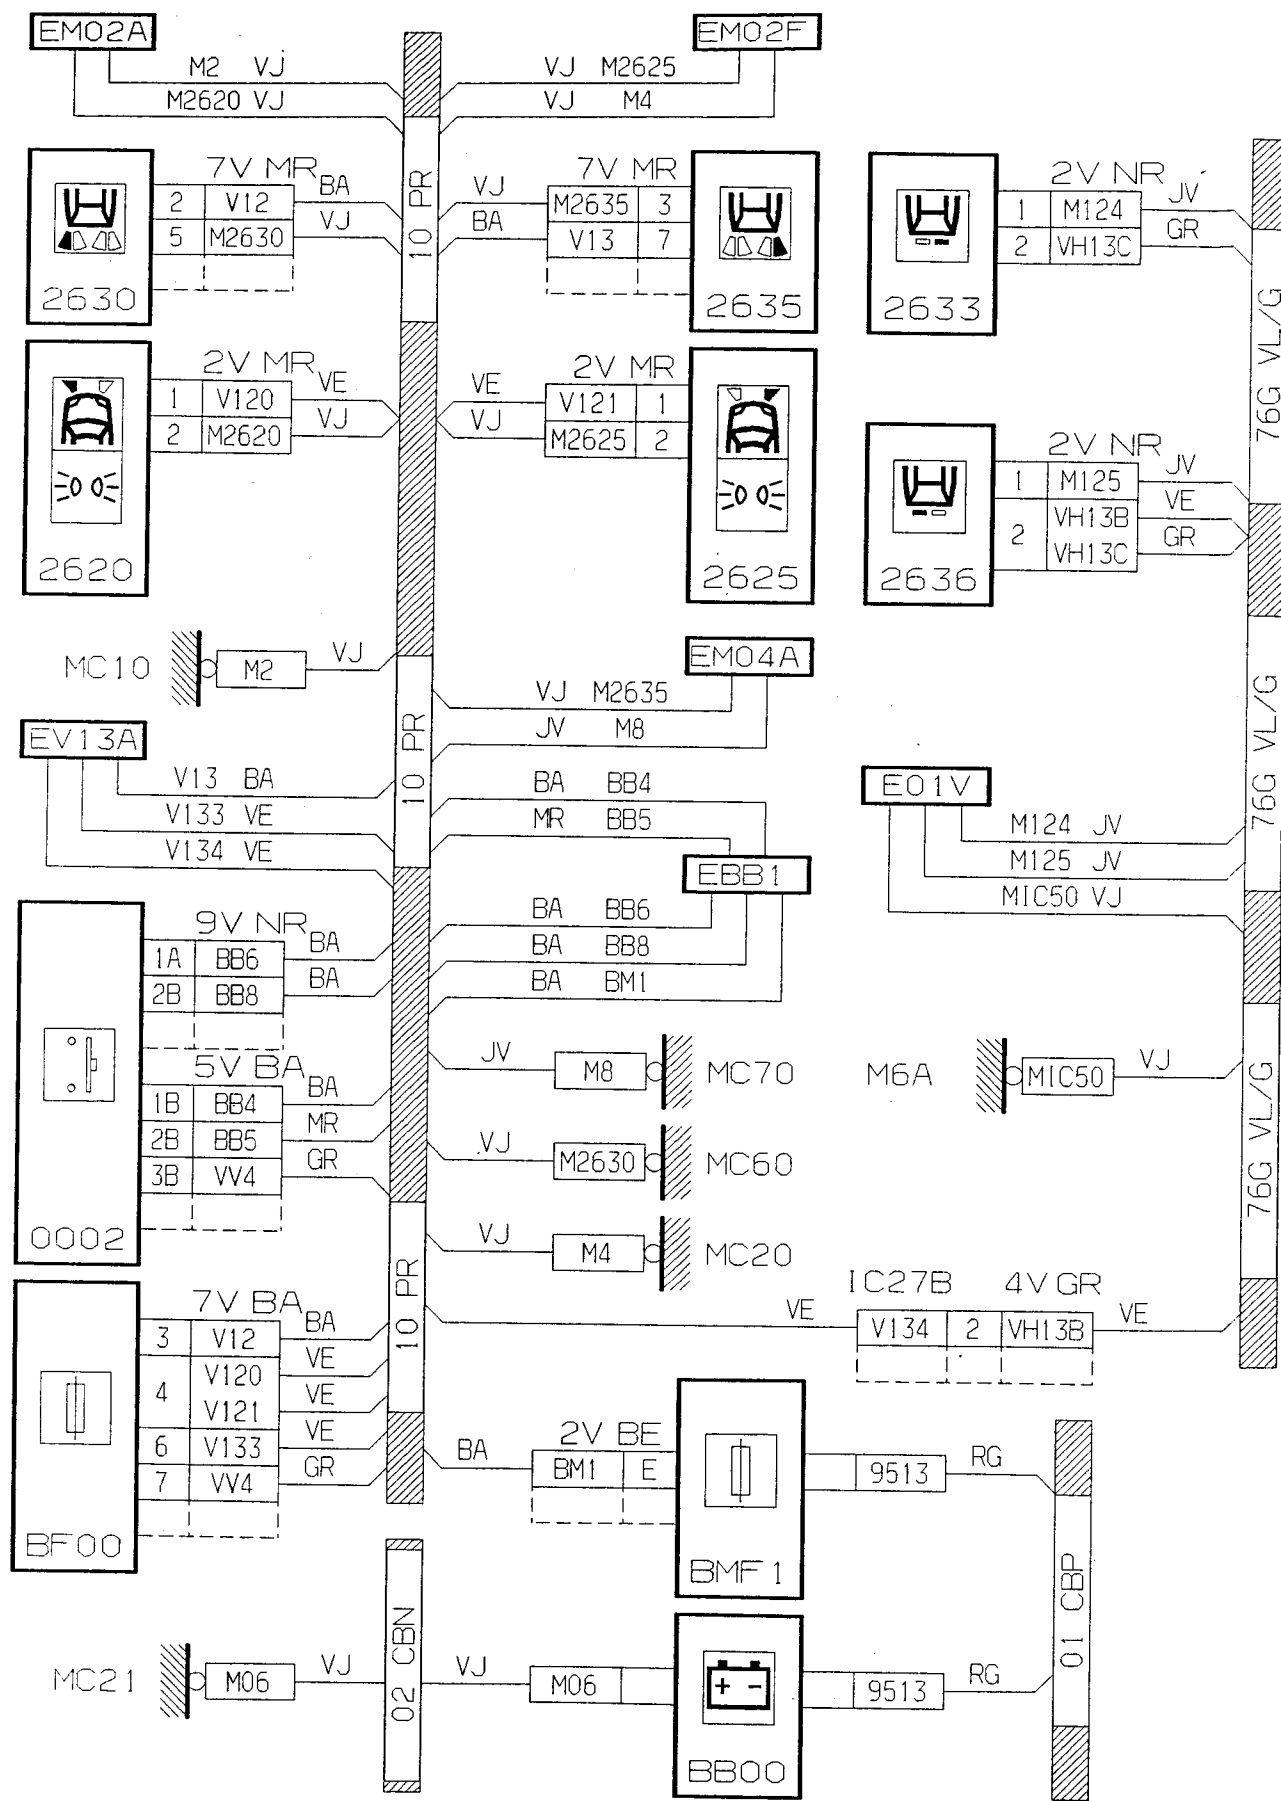 EM02A
EM02F
M2 VJ
VJ M2625
M2620 VJ
VJ M4
10 PR
7V MR
2 V12 BA
5 M2630 VJ
2630
7V MR
VJ M2635 3
BA V13 7
2635
2V NR
1 M124 JV
2 VH13C GR
2633
76G VL/G
2V MR
1 V120 VE
2 M2620 VJ
2620
2V MR
VE V121 1
VJ M2625 2
2625
2V NR
1 M125 JV
2 VH13B VE
VH13C GR
2636
MC10 M2 VJ
EM04A
VJ M2635
JV M8
10 PR
76G VL/G
EV13A
V13 BA
V133 VE
V134 VE
BA BB4
MR BB5
EBB1
BA BB6
BA BB8
BA BM1
E01V
M124 JV
M125 JV
MIC50 VJ
9V NR
1A BB6 BA
2B BB8 BA
5V BA
1B BB4 BA
2B BB5 MR
3B VV4 GR
0002
JV M8 MC70
VJ M2630 MC60
VJ M4 MC20
M6A MIC50 VJ
76G VL/G
10 PR
7V BA
3 V12 BA
4 V120 VE
V121 VE
6 V133 VE
7 VV4 GR
BF00
IC27B 4V GR
VE V134 2 VH13B VE
2V BE
BA BM1 E
BMF1
9513 RG
01 CBP
02 CBN
MC21 M06 VJ
VJ M06
+ -
BB00
9513 RG